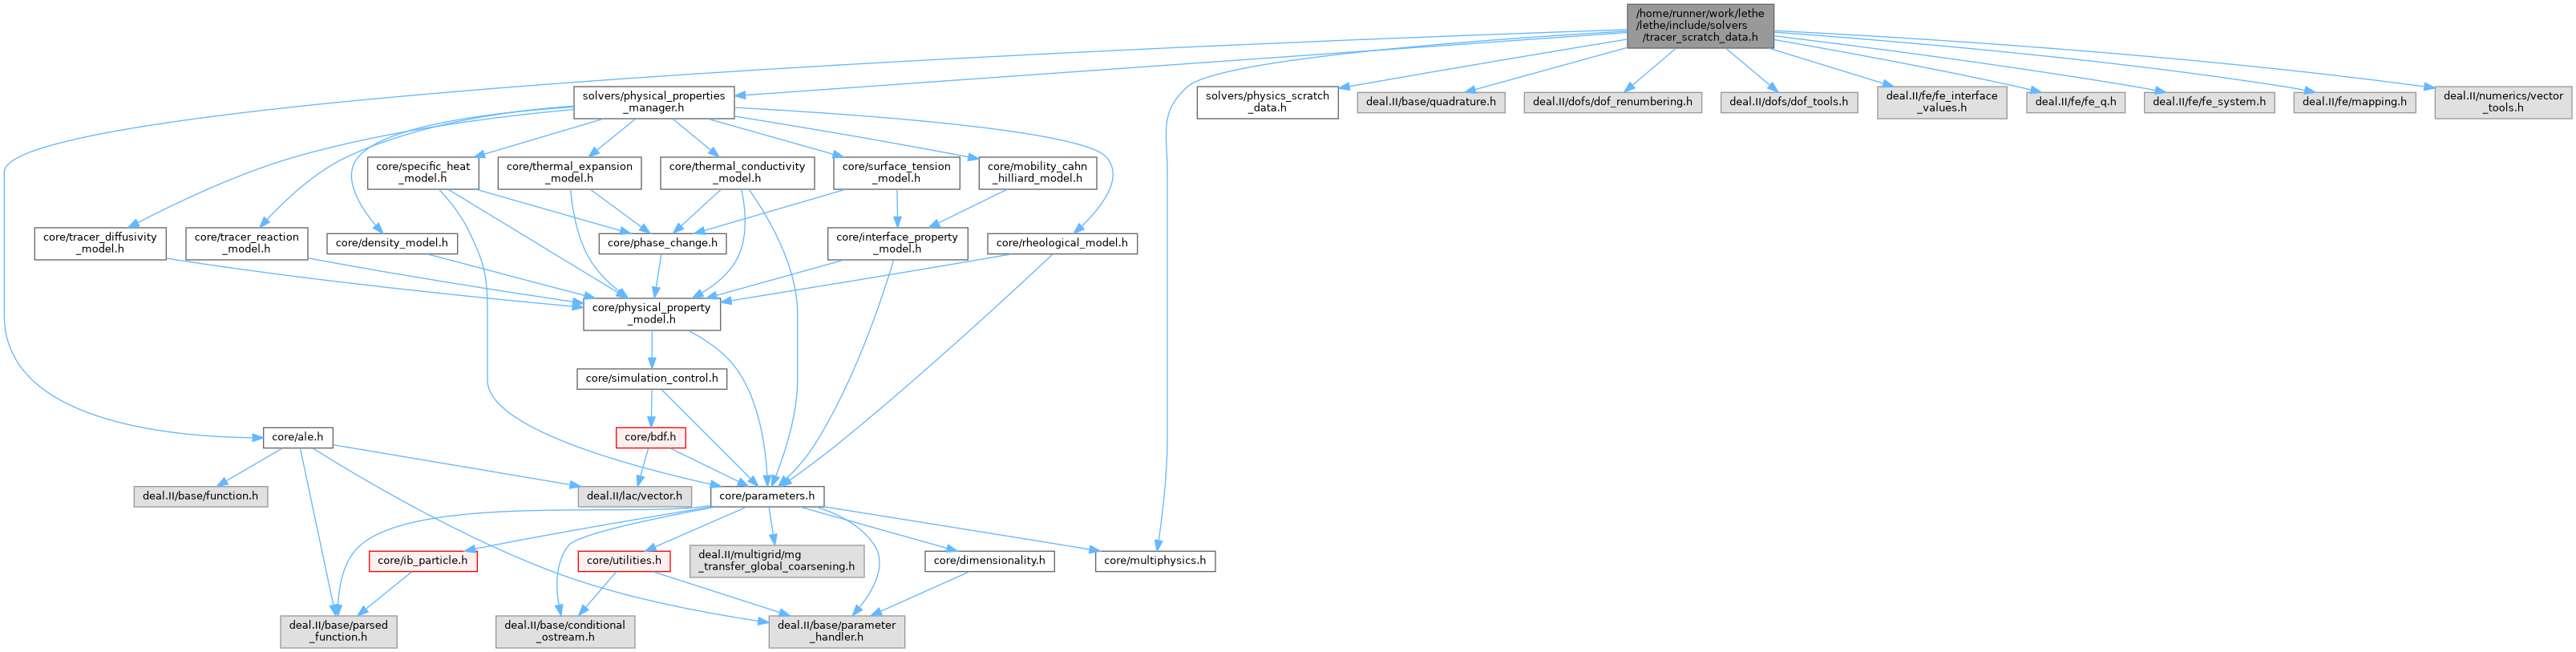 /home/runner/work/lethe
/lethe/include/solvers
/tracer_scratch_data.h
solvers/physical_properties
_manager.h
solvers/physics_scratch
_data.h
deal.II/base/quadrature.h
deal.II/dofs/dof_renumbering.h
deal.II/dofs/dof_tools.h
deal.II/fe/fe_interface
_values.h
deal.II/fe/fe_q.h
deal.II/fe/fe_system.h
deal.II/fe/mapping.h
deal.II/numerics/vector
_tools.h
core/specific_heat
_model.h
core/thermal_expansion
_model.h
core/thermal_conductivity
_model.h
core/surface_tension
_model.h
core/mobility_cahn
_hilliard_model.h
core/tracer_diffusivity
_model.h
core/tracer_reaction
_model.h
core/density_model.h
core/phase_change.h
core/interface_property
_model.h
core/rheological_model.h
core/physical_property
_model.h
core/simulation_control.h
core/ale.h
core/bdf.h
deal.II/base/function.h
deal.II/lac/vector.h
core/parameters.h
core/ib_particle.h
core/utilities.h
deal.II/multigrid/mg
_transfer_global_coarsening.h
core/dimensionality.h
core/multiphysics.h
deal.II/base/parsed
_function.h
deal.II/base/conditional
_ostream.h
deal.II/base/parameter
_handler.h